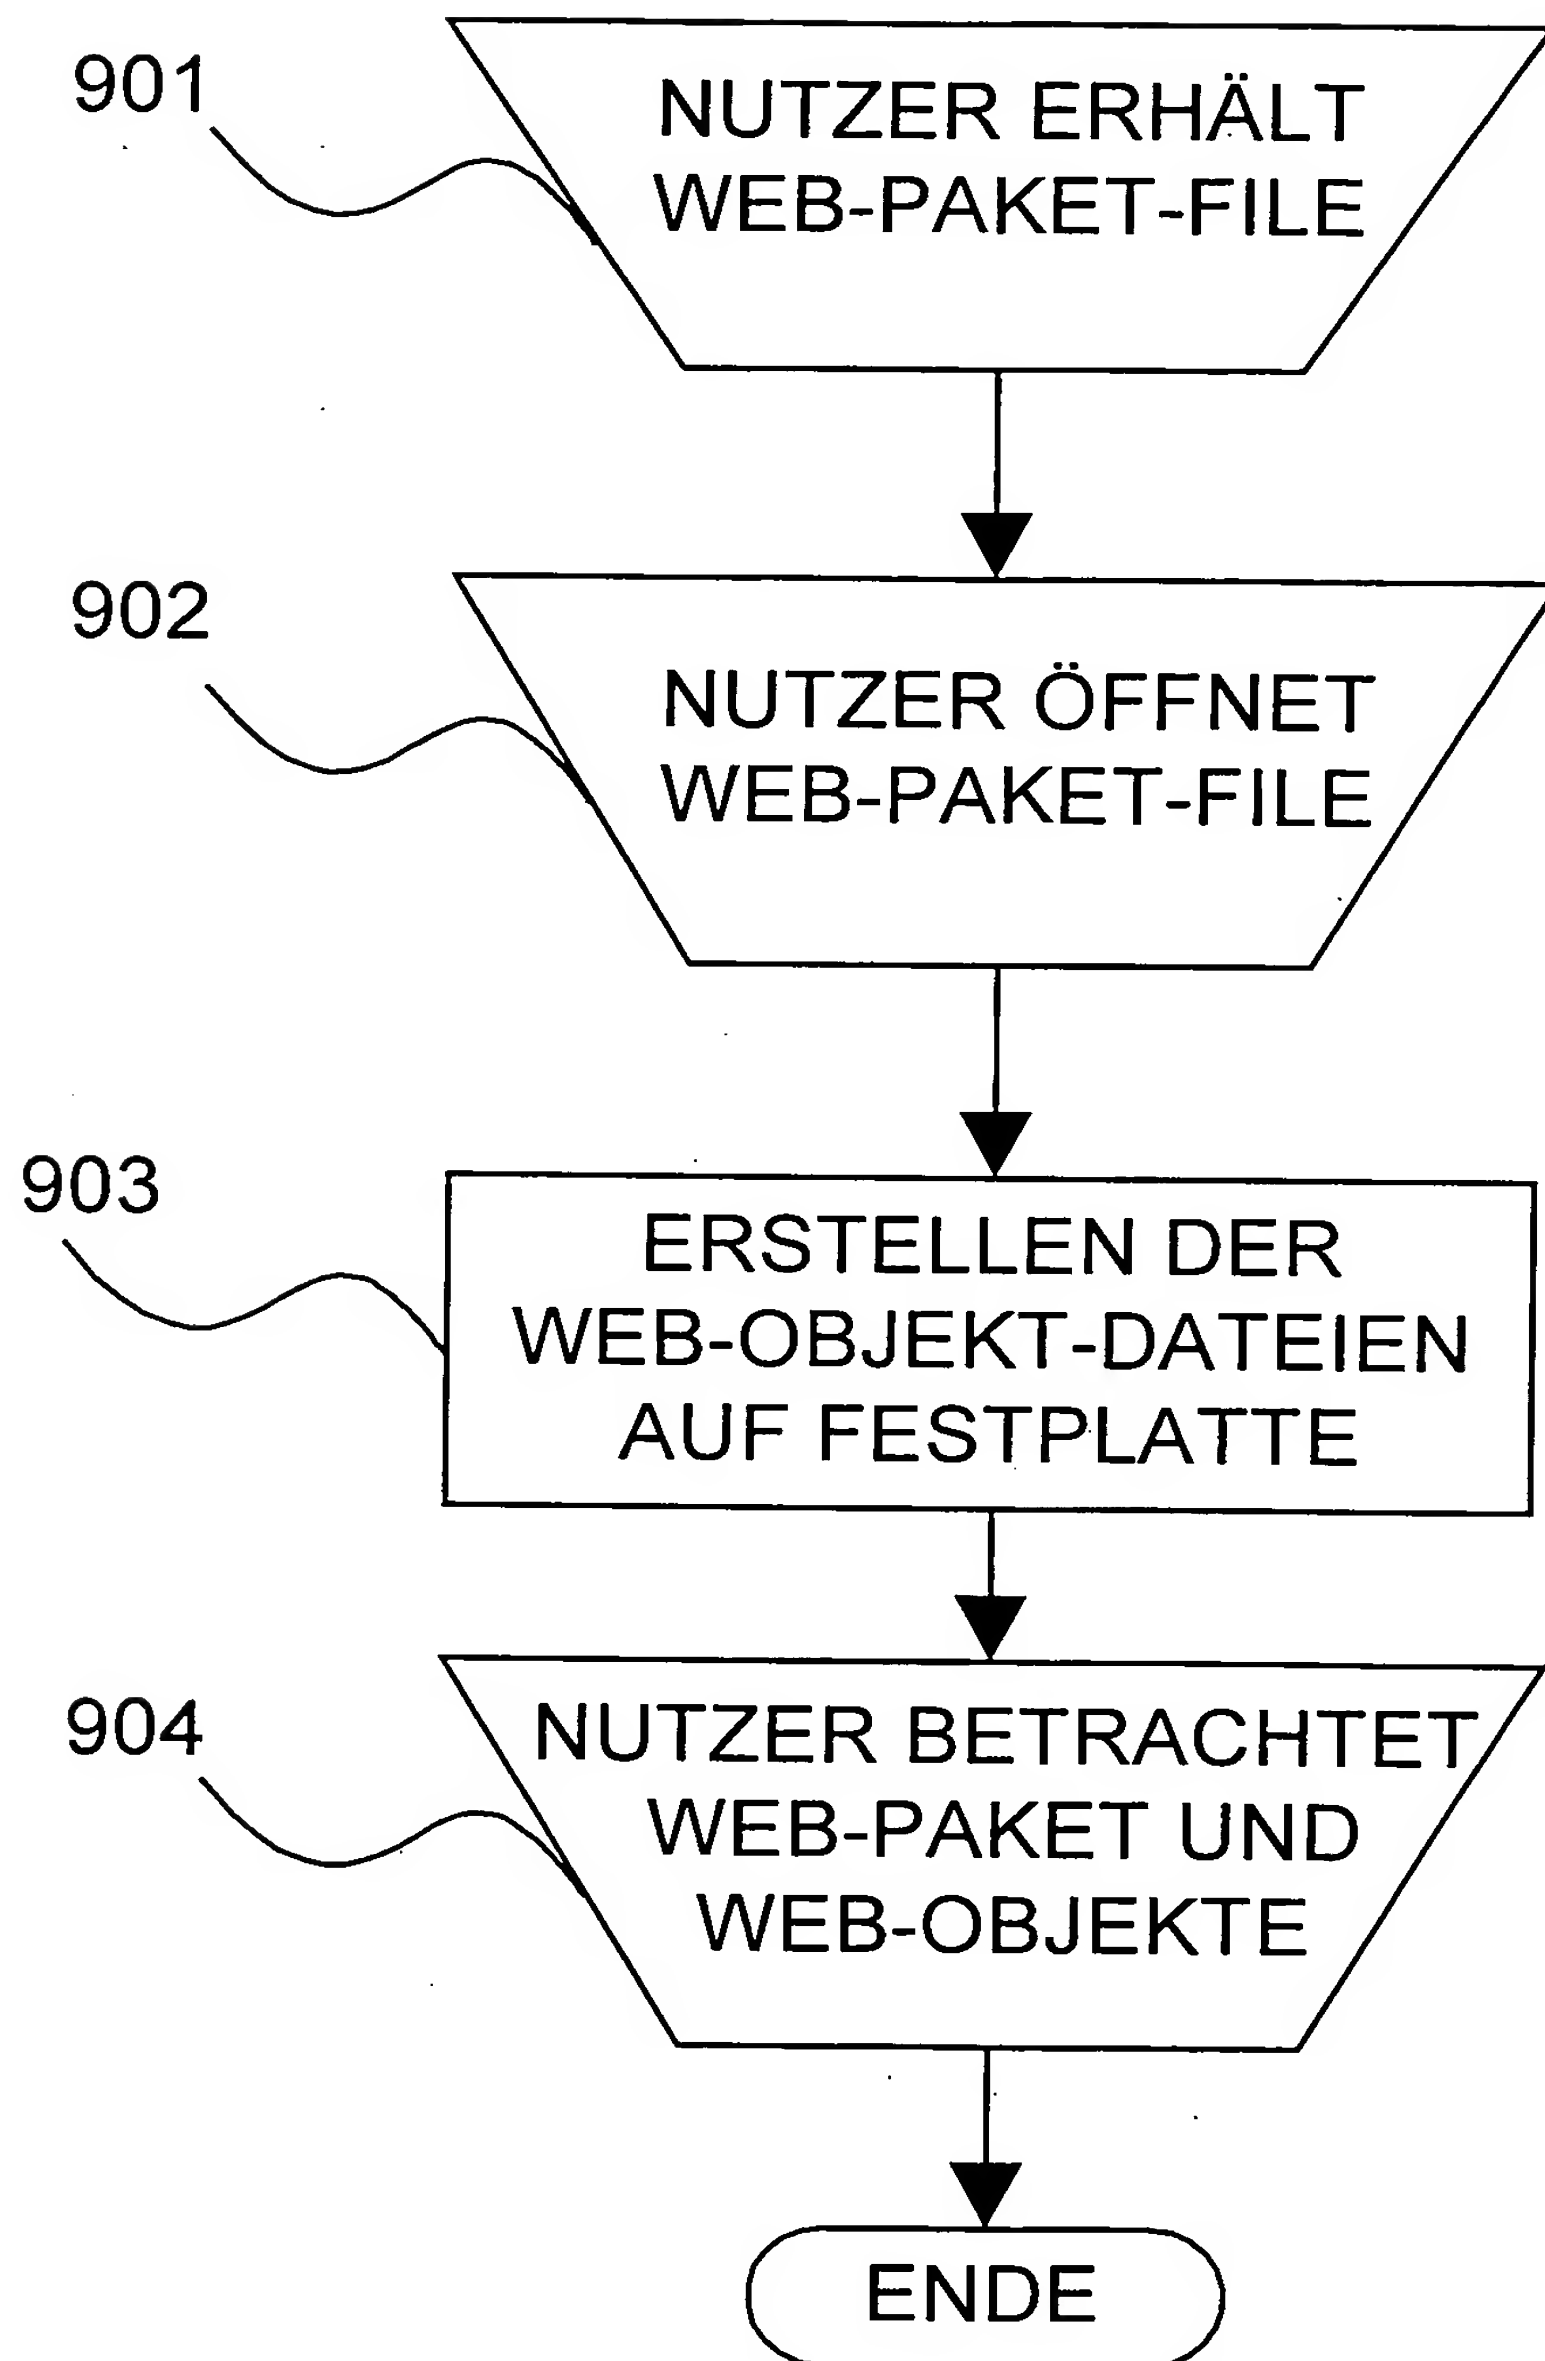 901
NUTZER ERHÄLT
WEB-PAKET-FILE
902
NUTZER ÖFFNET
WEB-PAKET-FILE
903
ERSTELLEN DER
WEB-OBJEKT-DATEIEN
AUF FESTPLATTE
904
NUTZER BETRACHTET
WEB-PAKET UND
WEB-OBJEKTE
ENDE